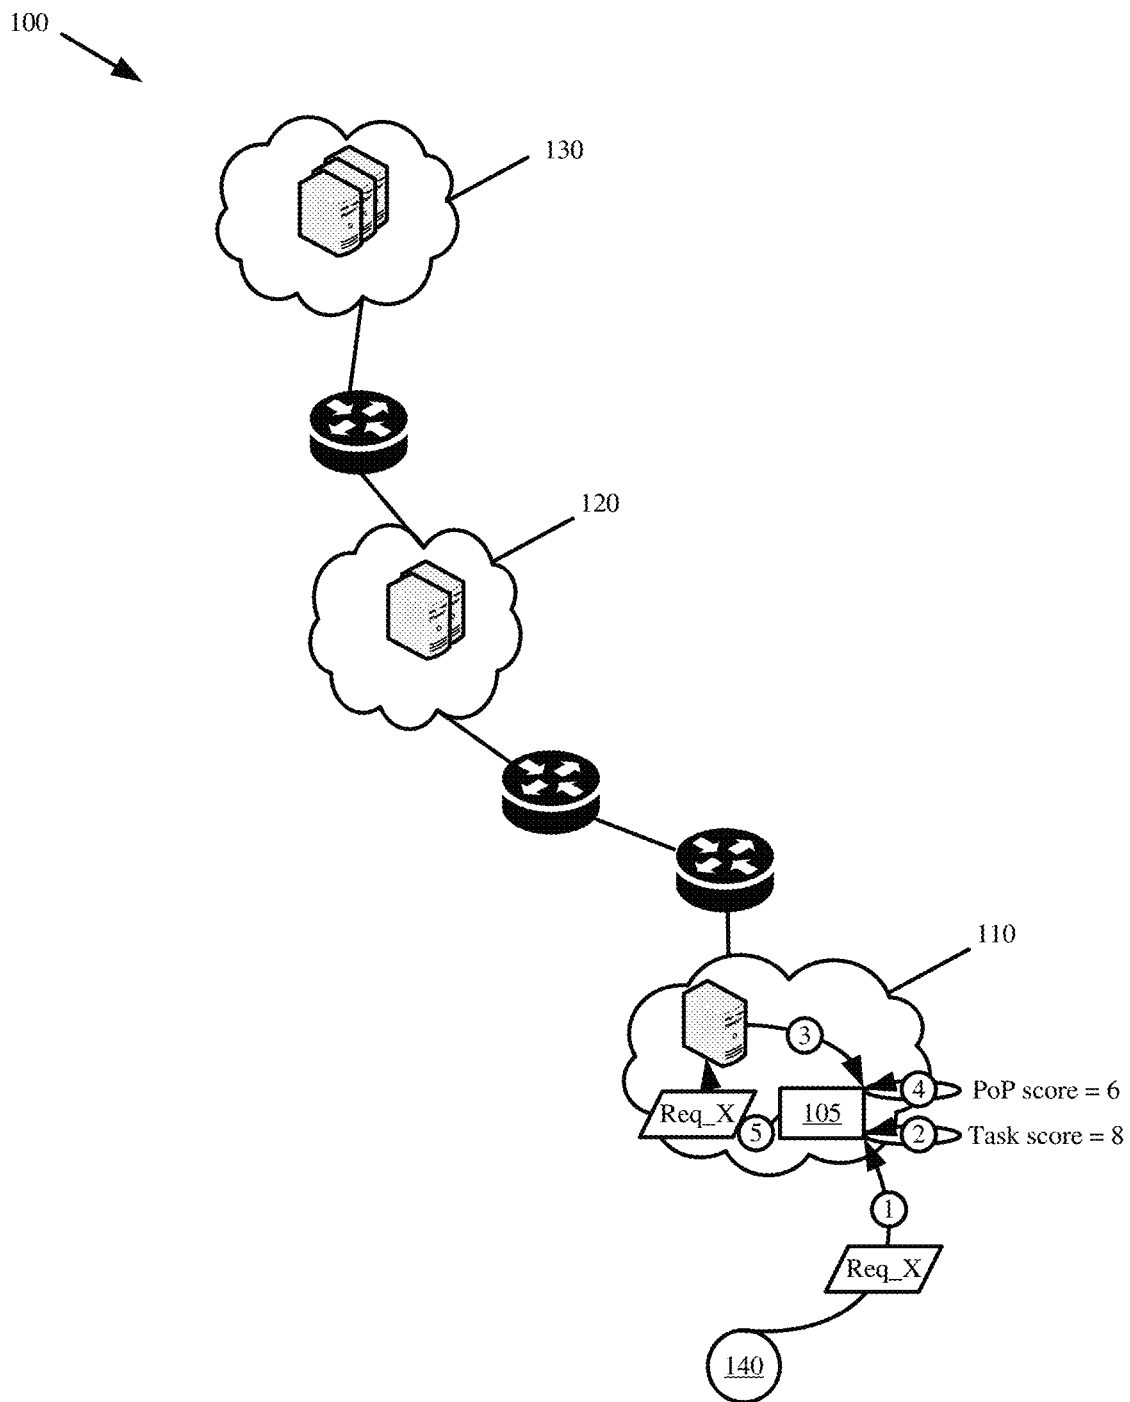 100
130
120
110
3
4
PoP score = 6
Req_X
105
5
2
Task score = 8
1
Req_X
140